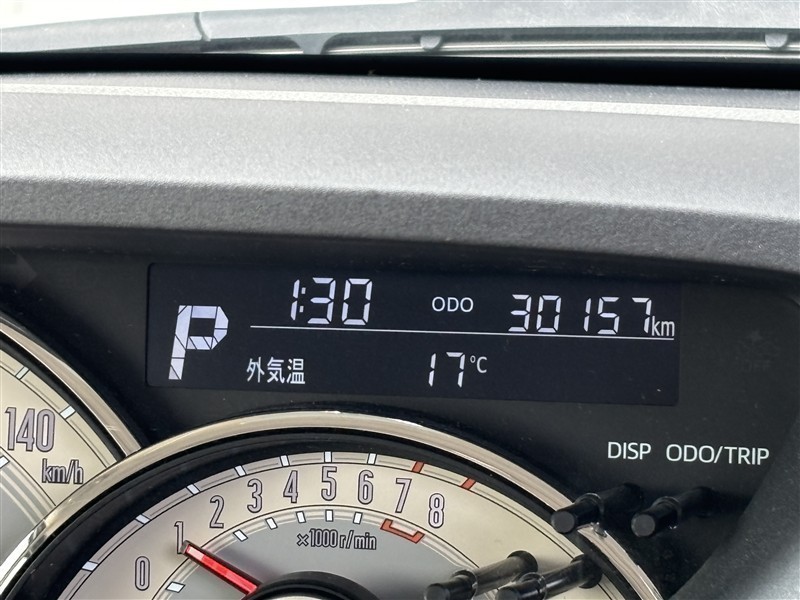 P 1:30 ODO 30157km
外気温 17℃
DISP ODO/TRIP
140
km/h
0 1 2 3 4 5 6 7 8
×1000r/min